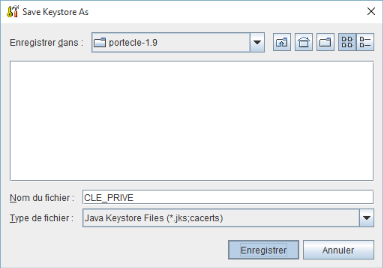 Save Keystore As
Enregistrer dans : portecle-1.9
Nom du fichier : CLE_PRIVE
Type de fichier : Java Keystore Files (*.jks;cacerts)
Enregistrer Annuler